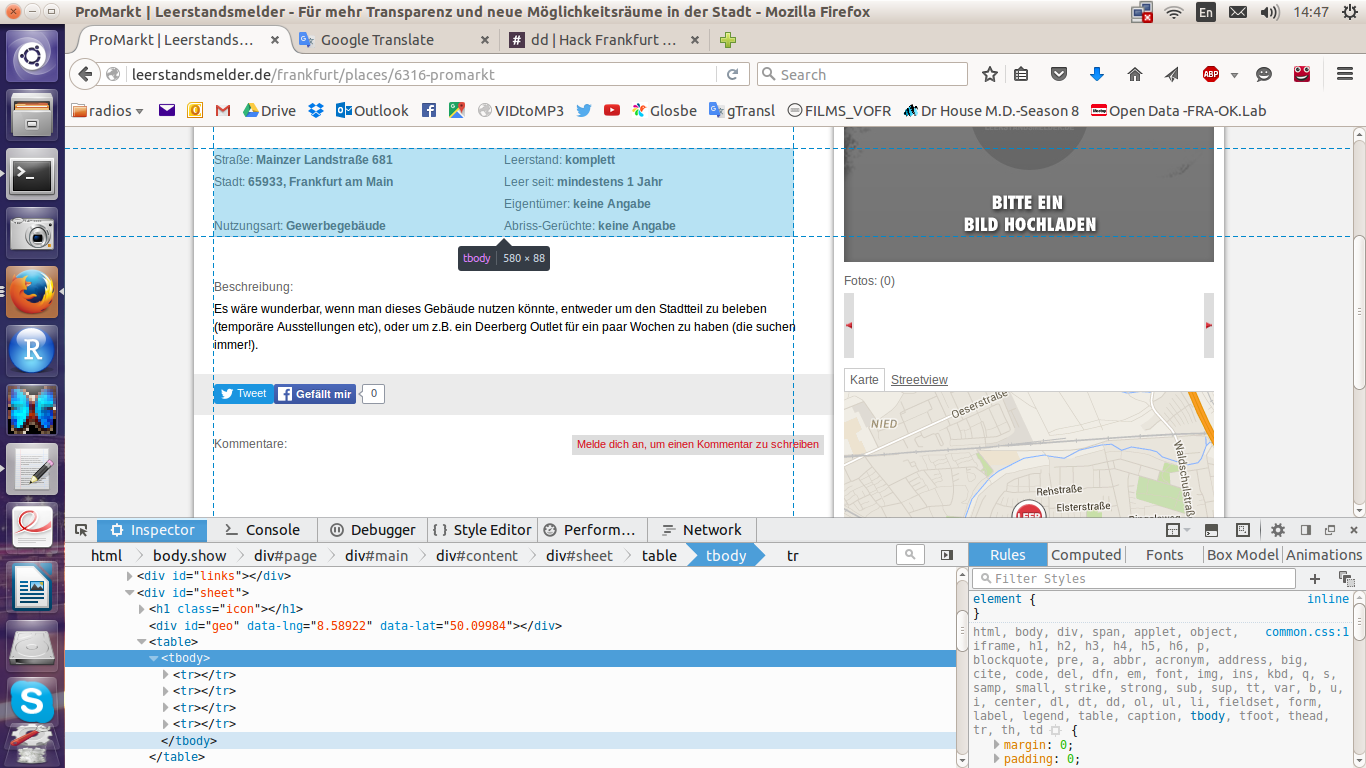 ProMarkt | Leerstandsmelder - Für mehr Transparenz und neue Möglichkeitsräume in der Stadt - Mozilla Firefox
En
14:47
ProMarkt | Leerstands…
Google Translate
dd | Hack Frankfurt …
leerstandsmelder.de/frankfurt/places/6316-promarkt
Search
ABP
radios
Drive
Outlook
VIDtoMP3
Glosbe
gTransl
FILMS_VOFR
Dr House M.D.-Season 8
Open Data -FRA-OK.Lab
Straße: Mainzer Landstraße 681
Leerstand: komplett
Stadt: 65933, Frankfurt am Main
Leer seit: mindestens 1 Jahr
Eigentümer: keine Angabe
Nutzungsart: Gewerbegebäude
Abriss-Gerüchte: keine Angabe
tbody 580 × 88
BITTE EIN
BILD HOCHLADEN
Fotos: (0)
Beschreibung:
Es wäre wunderbar, wenn man dieses Gebäude nutzen könnte, entweder um den Stadtteil zu beleben
(temporäre Ausstellungen etc), oder um z.B. ein Deerberg Outlet für ein paar Wochen zu haben (die suchen
immer!).
Tweet
Gefällt mir
0
Kommentare:
Melde dich an, um einen Kommentar zu schreiben
Karte
Streetview
Oeserstraße
NIED
Waldschulstraße
Rehstraße
Elsterstraße
LEER
Inspector
Console
Debugger
Style Editor
Perform…
Network
html
body.show
div#page
div#main
div#content
div#sheet
table
tbody
tr
Rules
Computed
Fonts
Box Model
Animations
<div id="links"></div>
<div id="sheet">
<h1 class="icon"></h1>
<div id="geo" data-lng="8.58922" data-lat="50.09984"></div>
<table>
<tbody>
<tr></tr>
<tr></tr>
<tr></tr>
<tr></tr>
</tbody>
</table>
Filter Styles
element {
inline
}
html, body, div, span, applet, object,
common.css:1
iframe, h1, h2, h3, h4, h5, h6, p,
blockquote, pre, a, abbr, acronym, address, big,
cite, code, del, dfn, em, font, img, ins, kbd, q, s,
samp, small, strike, strong, sub, sup, tt, var, b, u,
i, center, dl, dt, dd, ol, ul, li, fieldset, form,
label, legend, table, caption, tbody, tfoot, thead,
tr, th, td {
margin: 0;
padding: 0;